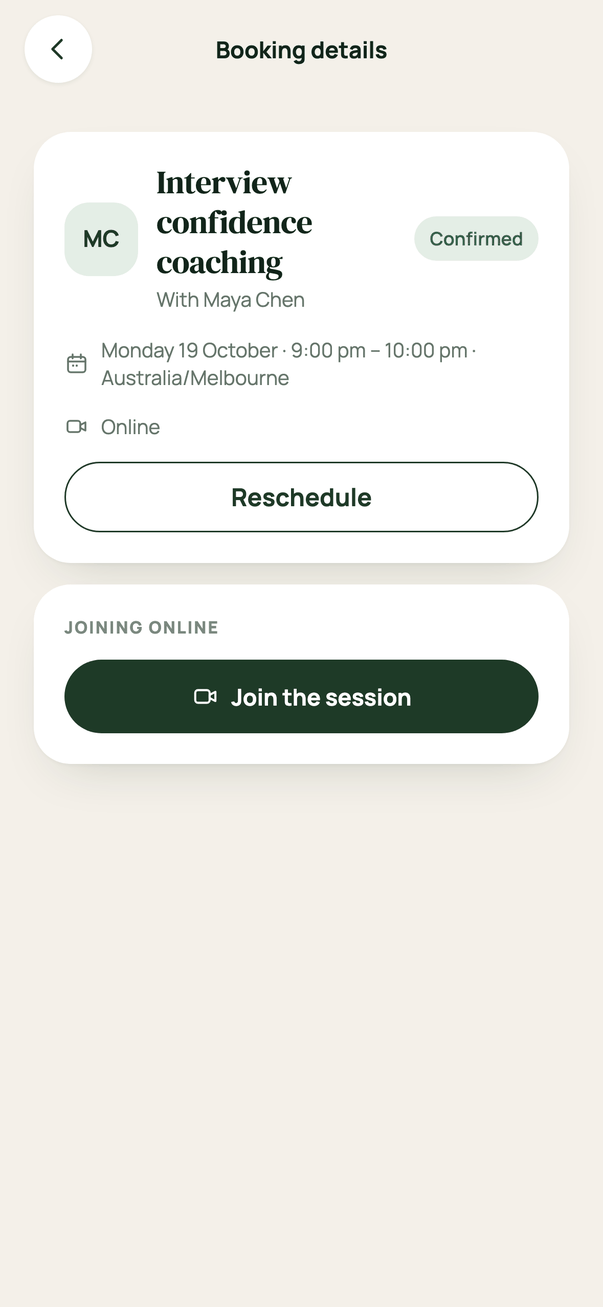 Booking details
MC
Interview
confidence
coaching
With Maya Chen
Confirmed
Monday 19 October · 9:00 pm – 10:00 pm ·
Australia/Melbourne
Online
Reschedule
JOINING ONLINE
Join the session